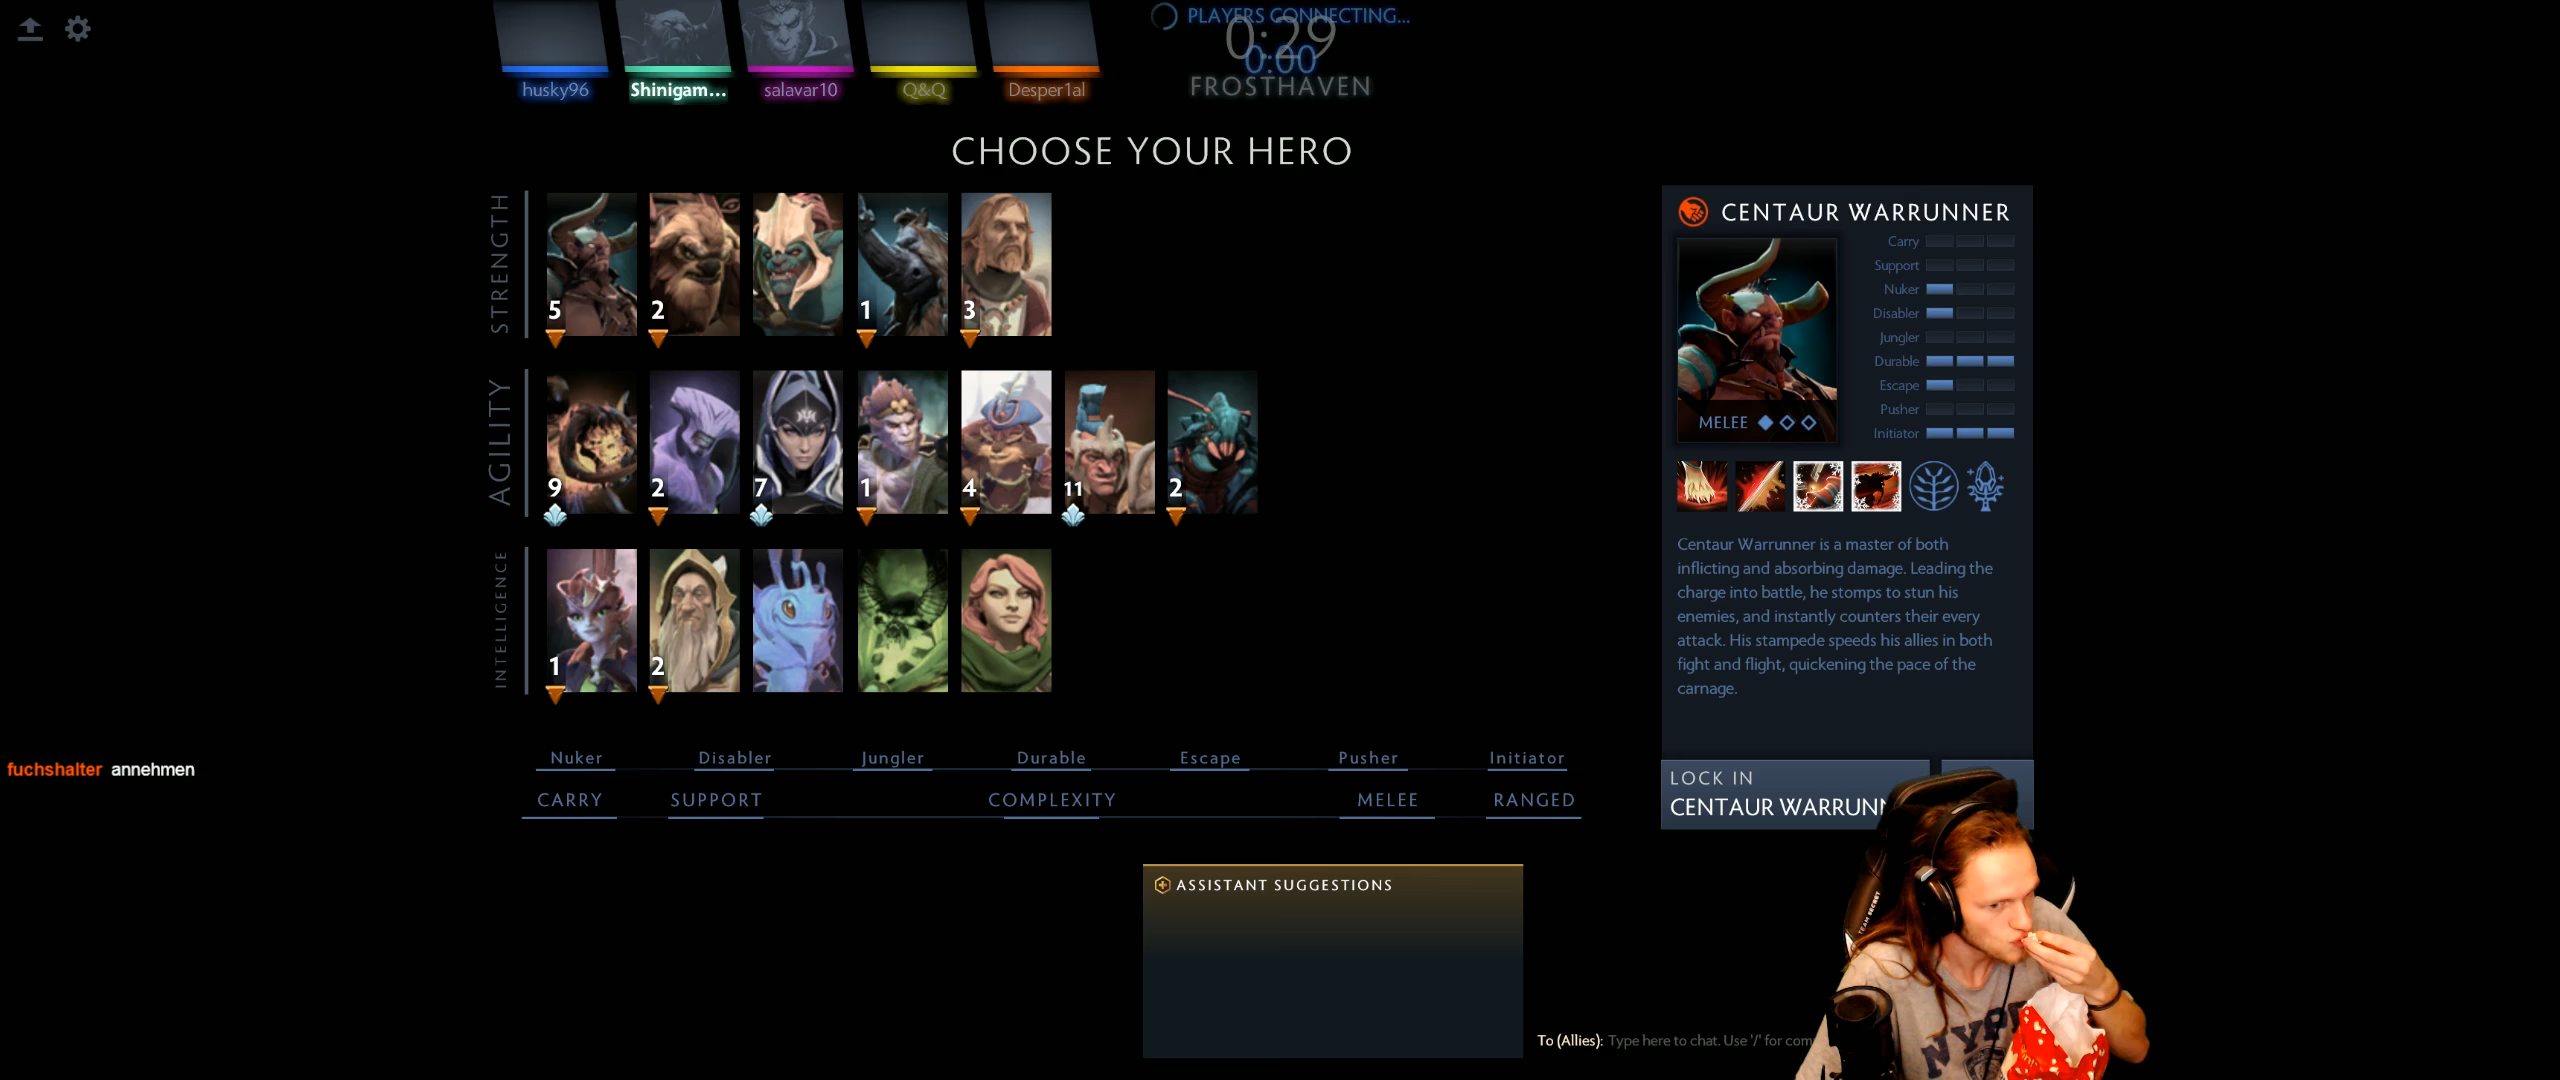 PLAYERS CONNECTING...
0:29
0:00
FROSTHAVEN
husky96
Shinigam...
salavar10
Q&Q
Desper1al
CHOOSE YOUR HERO
STRENGTH
5
2
1
3
AGILITY
9
2
7
1
4
11
2
INTELLIGENCE
1
2
CENTAUR WARRUNNER
Carry
Support
Nuker
Disabler
Jungler
Durable
Escape
Pusher
Initiator
MELEE
Centaur Warrunner is a master of both
inflicting and absorbing damage. Leading the
charge into battle, he stomps to stun his
enemies, and instantly counters their every
attack. His stampede speeds his allies in both
fight and flight, quickening the pace of the
carnage.
LOCK IN
CENTAUR WARRUNN
fuchshalter annehmen
Nuker Disabler Jungler Durable Escape Pusher Initiator
CARRY SUPPORT COMPLEXITY MELEE RANGED
ASSISTANT SUGGESTIONS
To (Allies): Type here to chat. Use '/' for com
TEAM SECRET
NYPD